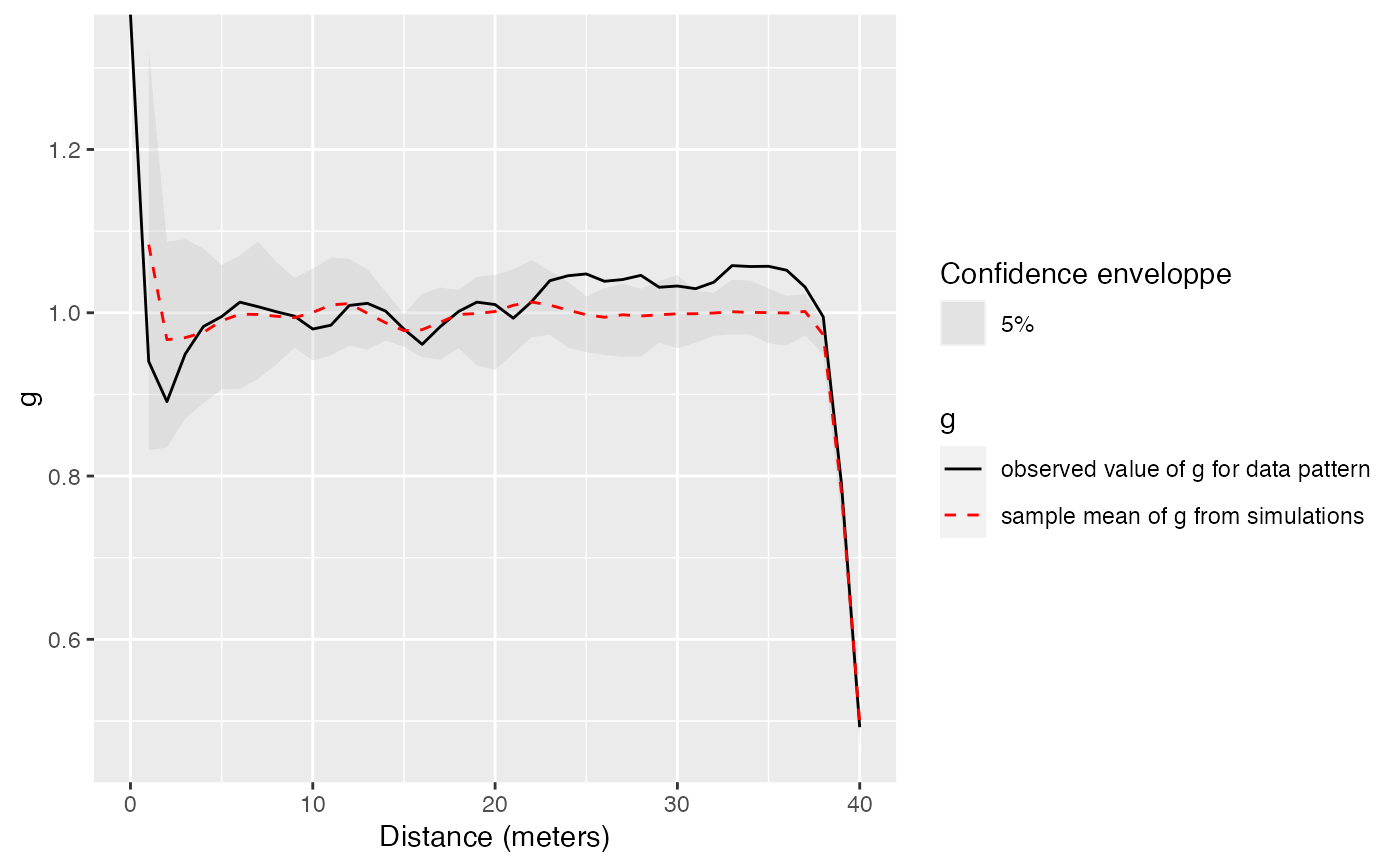 1.2
1.0
0.8
0.6
g
0 10 20 30 40
Distance (meters)
Confidence enveloppe
5%
g
observed value of g for data pattern
sample mean of g from simulations